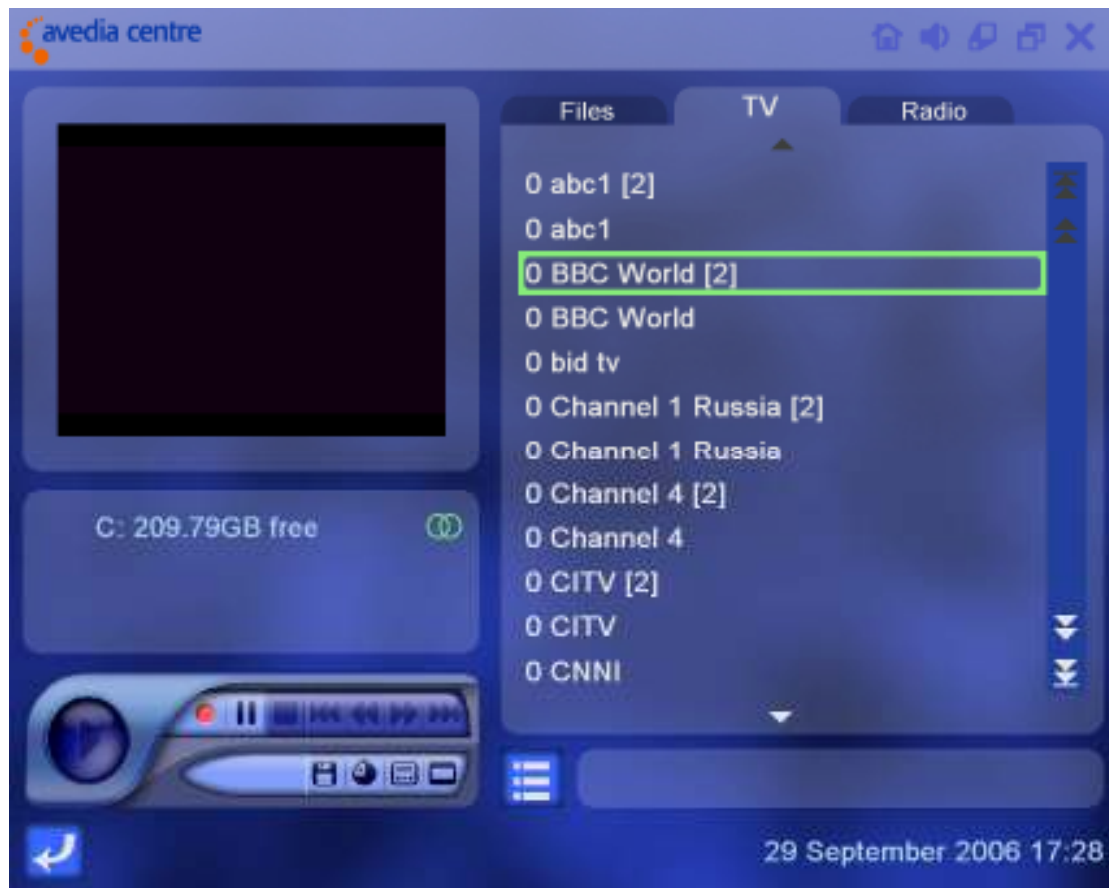 avedia centre
Files
TV
Radio
0 abc1 [2]
0 abc1
0 BBC World [2]
0 BBC World
0 bid tv
0 Channel 1 Russia [2]
0 Channel 1 Russia
0 Channel 4 [2]
0 Channel 4
0 CITV [2]
0 CITV
0 CNNI
C: 209.79GB free
29 September 2006 17:28